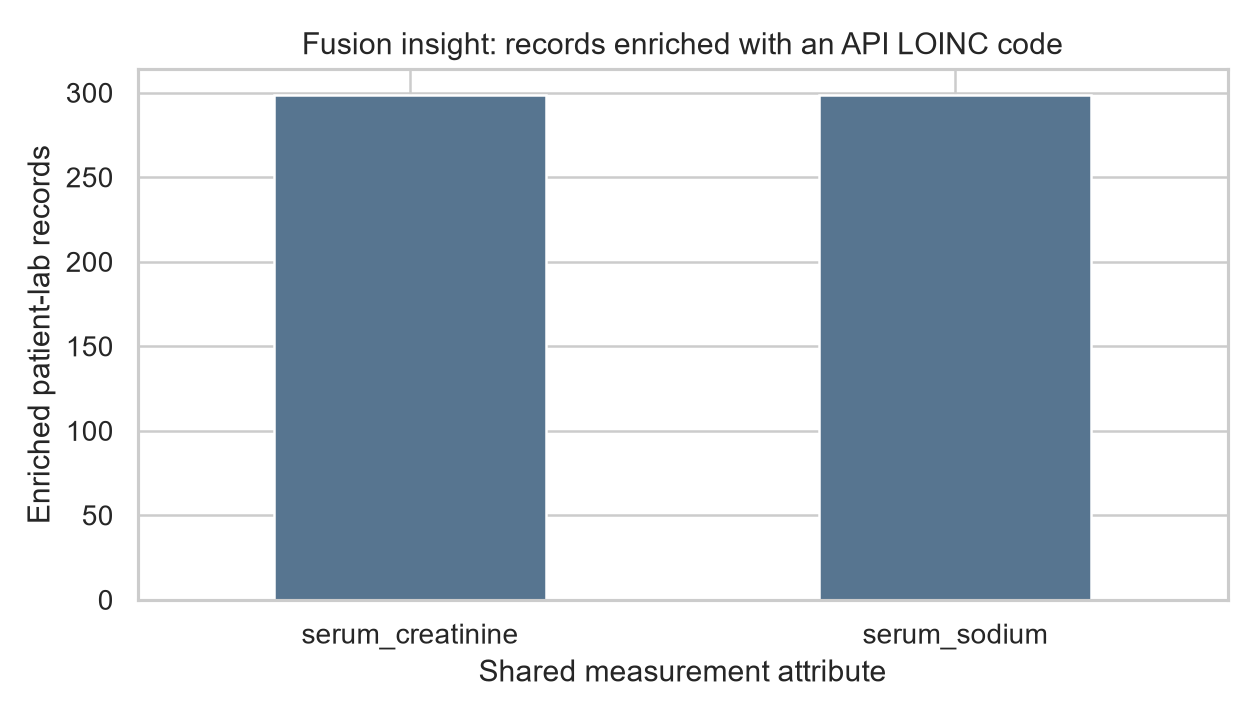 Fusion insight: records enriched with an API LOINC code
300
250
200
150
100
50
0
Enriched patient-lab records
serum_creatinine
serum_sodium
Shared measurement attribute